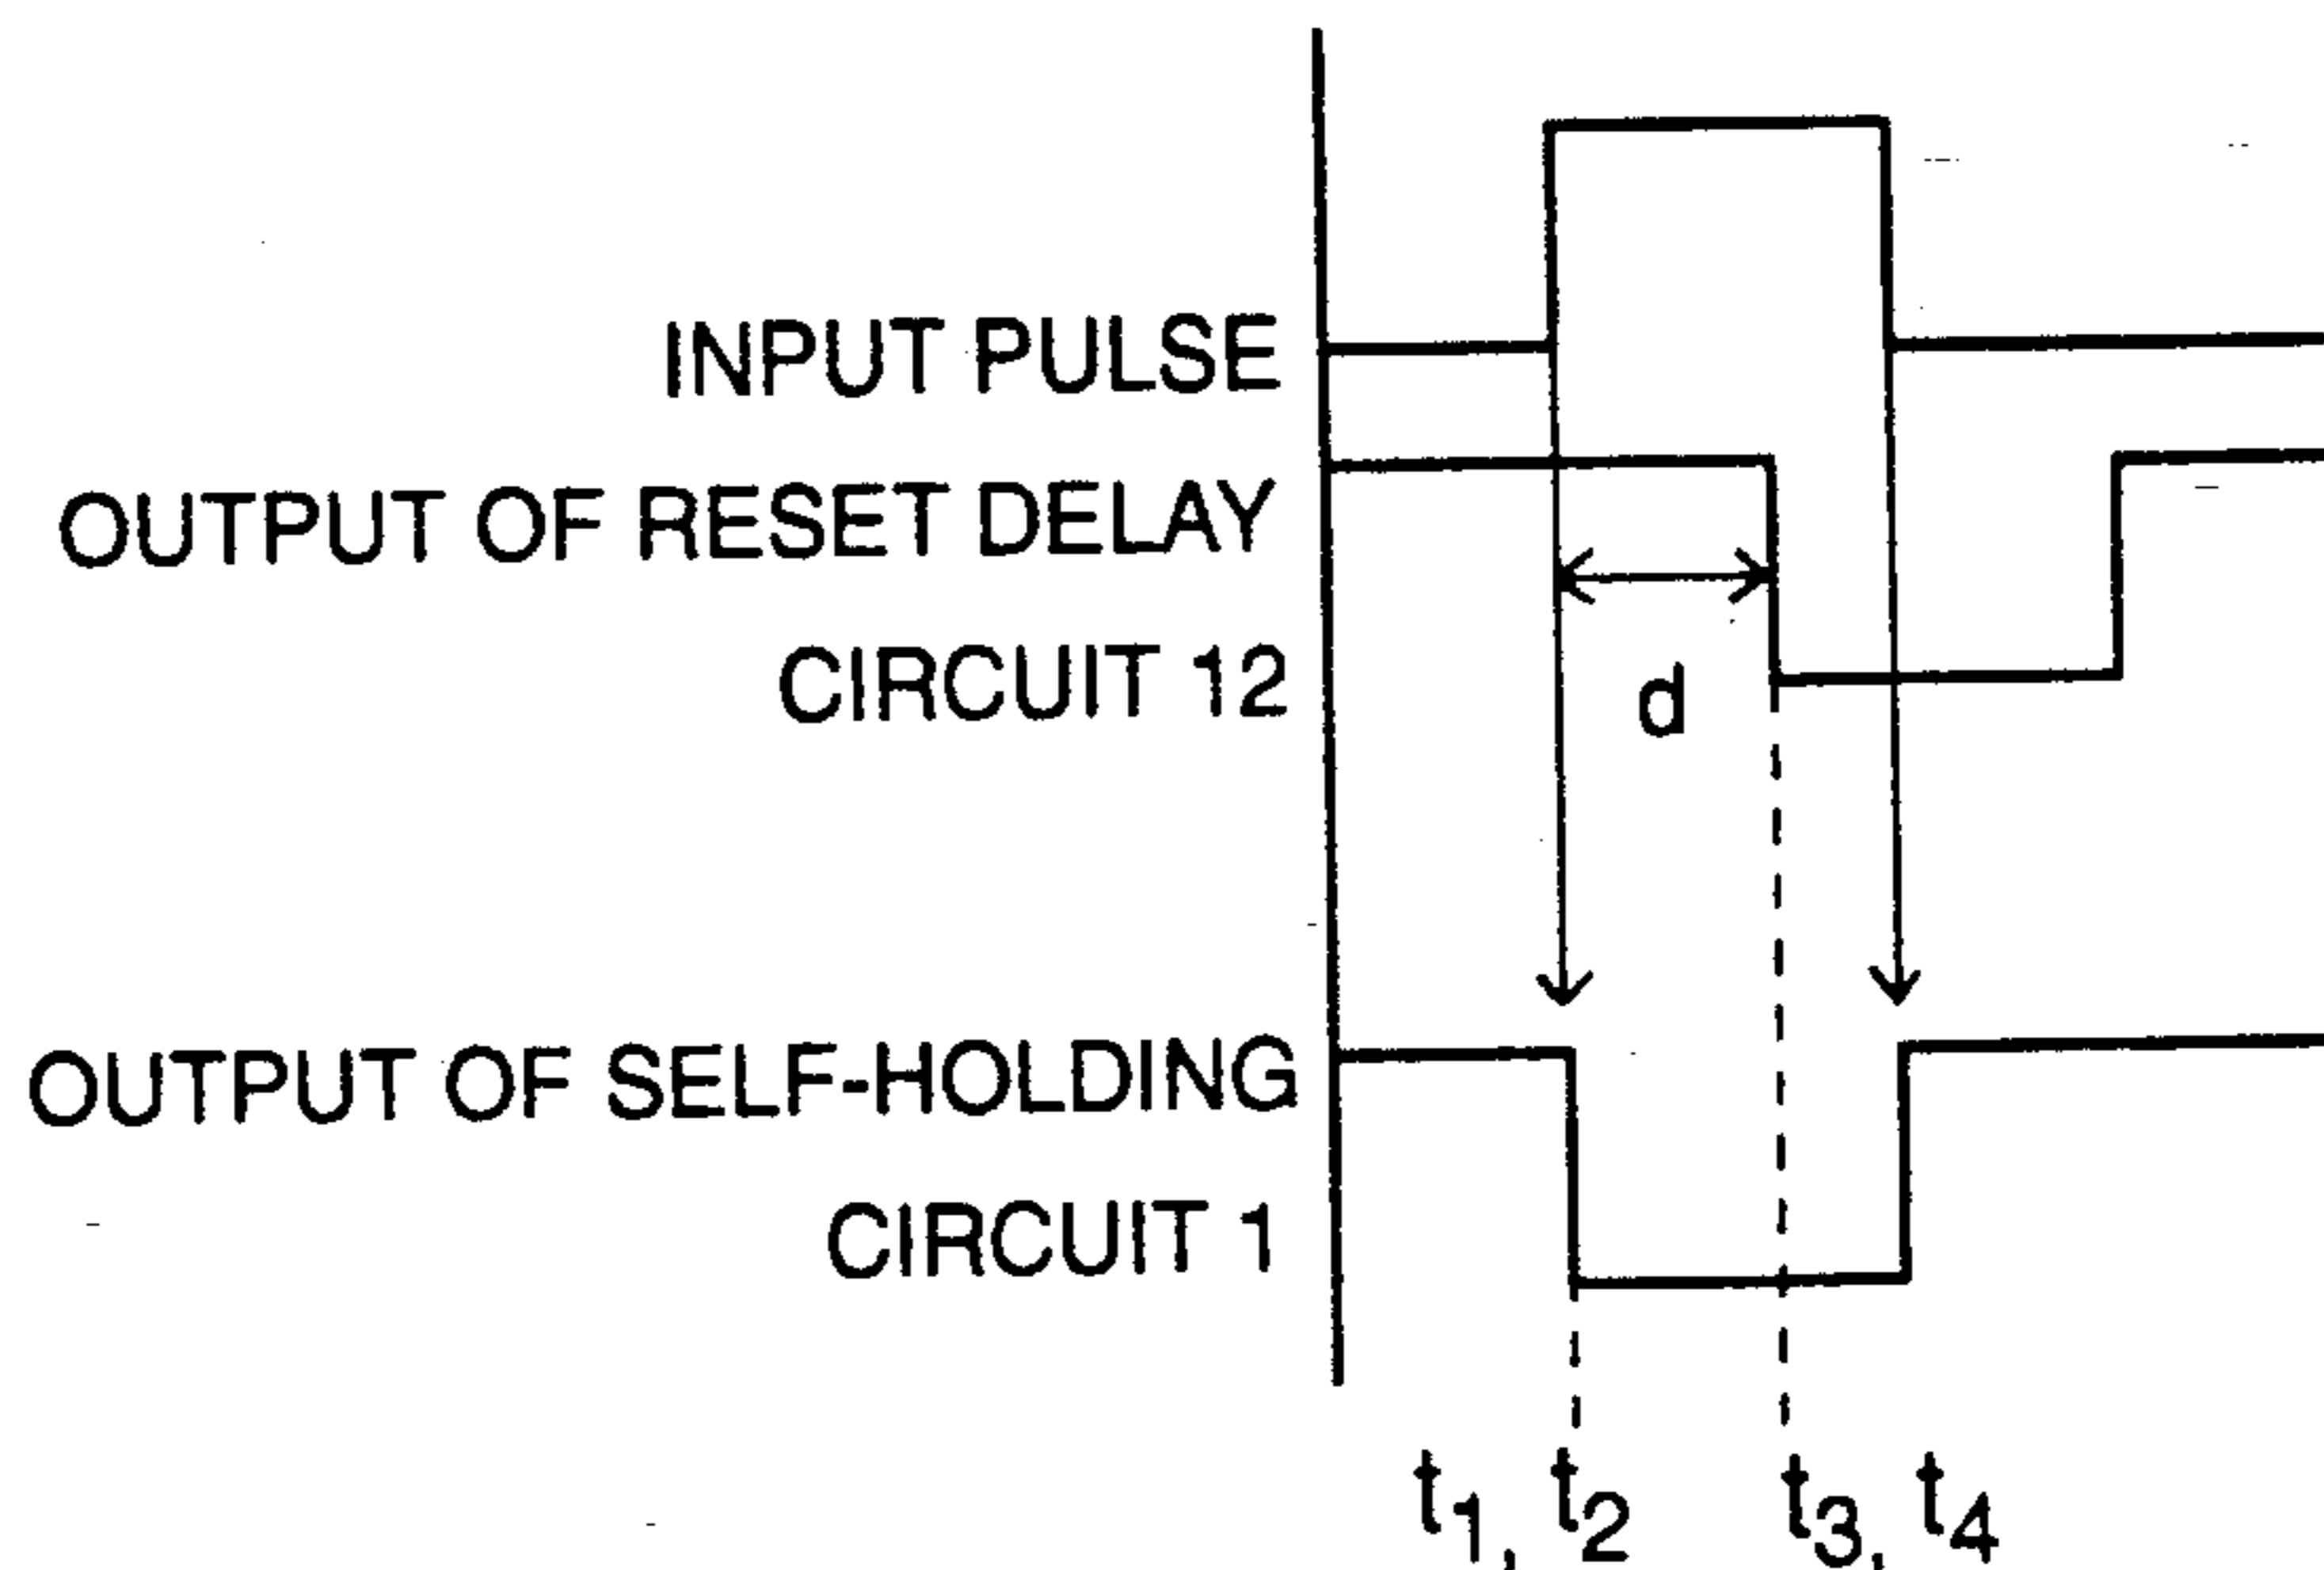 INPUT PULSE
OUTPUT OF RESET DELAY
CIRCUIT 12
d
OUTPUT OF SELF-HOLDING
CIRCUIT 1
t1, t2 t3, t4